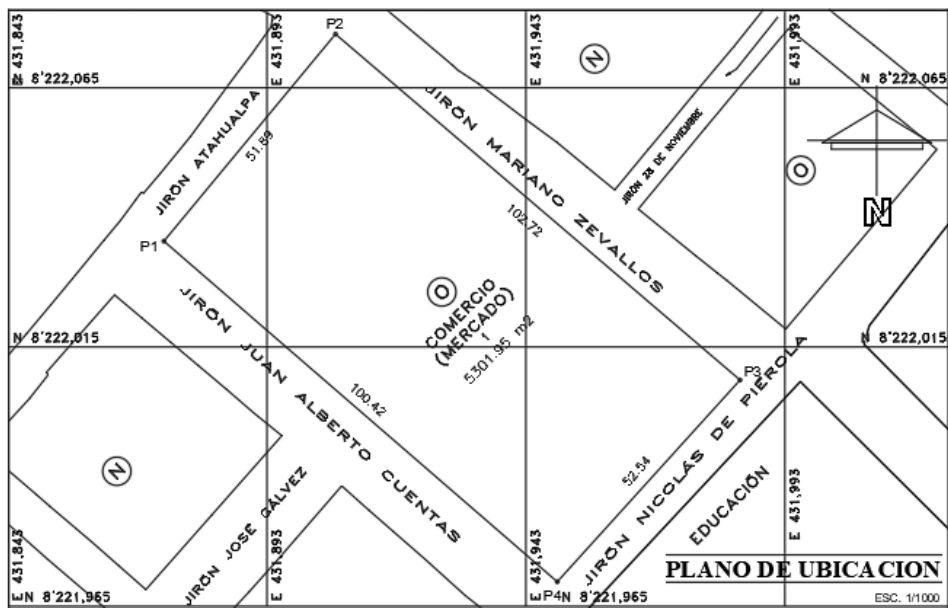 E 431,843
E 431,893
P2
E 431,943
E 431,993
N 8'222,065
N 8'222,065
N
JIRÓN ATAHUALPA
51.89
JIRÓN MARIANO ZEVALLOS
JIRÓN 28 DE NOVIEMBRE
102.72
O
N
P1
O
COMERCIO
(MERCADO)
1
5301.95 m2
N 8'222,015
N 8'222,015
JIRÓN JUAN ALBERTO CUENTAS
100.42
P3
N
52.54
JIRÓN NICOLÁS DE PIÉROLA
JIRÓN JOSÉ GÁLVEZ
EDUCACIÓN
E 431,843
E 431,893
E 431,943
E 431,993
P4
N 8'221,965
N 8'221,965
PLANO DE UBICACION
ESC. 1/1000